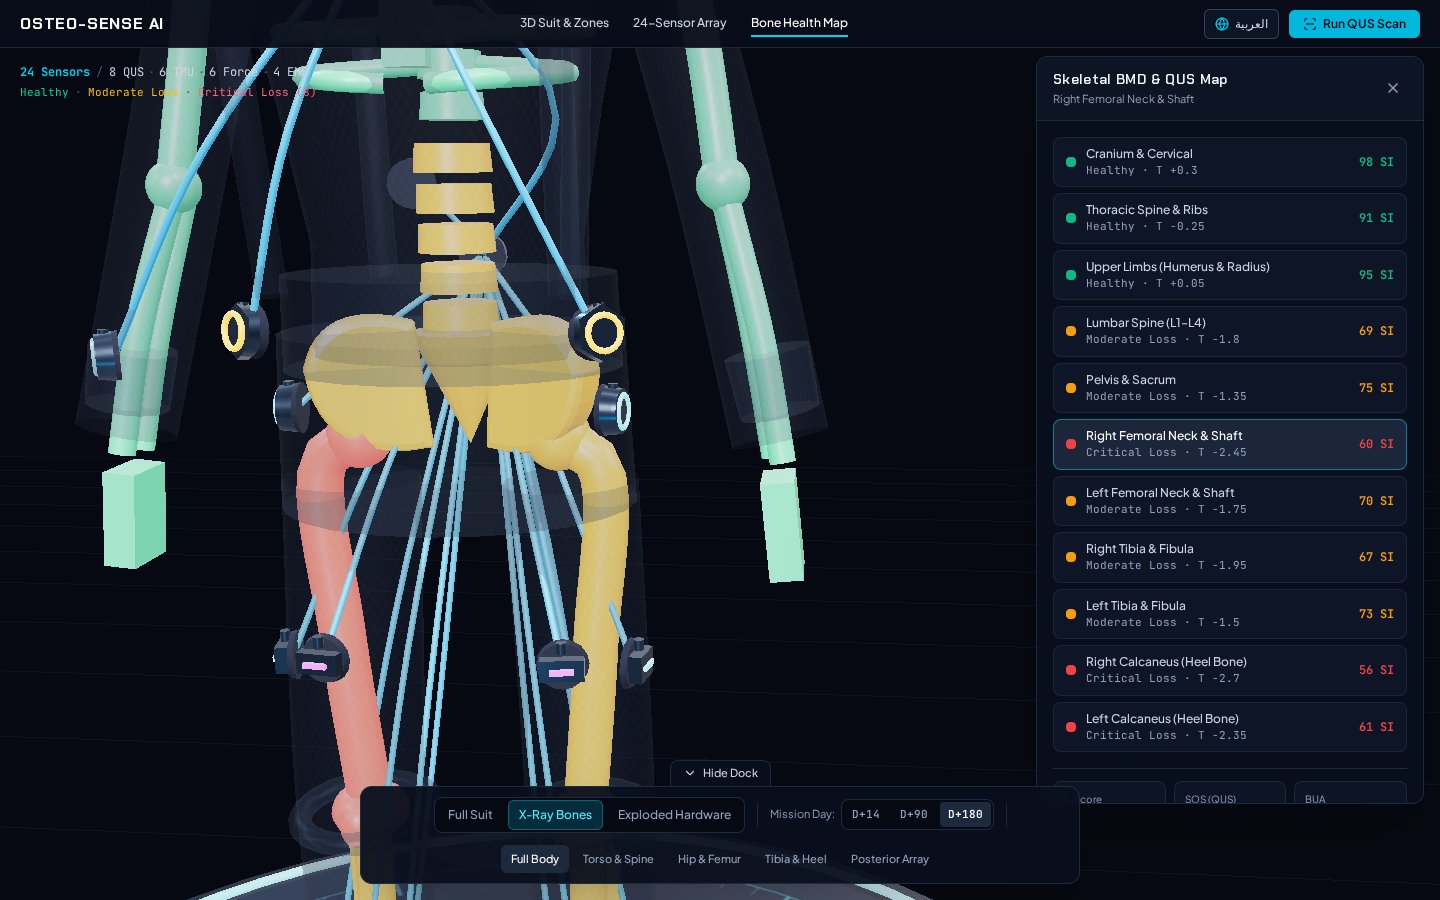 OSTEO-SENSE AI
3D Suit & Zones
24-Sensor Array
Bone Health Map
العربية
Run QUS Scan
24 Sensors / 8 QUS · 6 IMU · 6 Force · 4 EMG
Healthy · Moderate Loss · Critical Loss (3)
Skeletal BMD & QUS Map
Right Femoral Neck & Shaft
Cranium & Cervical
Healthy · T +0.3
98 SI
Thoracic Spine & Ribs
Healthy · T -0.25
91 SI
Upper Limbs (Humerus & Radius)
Healthy · T +0.05
95 SI
Lumbar Spine (L1-L4)
Moderate Loss · T -1.8
69 SI
Pelvis & Sacrum
Moderate Loss · T -1.35
75 SI
Right Femoral Neck & Shaft
Critical Loss · T -2.45
60 SI
Left Femoral Neck & Shaft
Moderate Loss · T -1.75
70 SI
Right Tibia & Fibula
Moderate Loss · T -1.95
67 SI
Left Tibia & Fibula
Moderate Loss · T -1.5
73 SI
Right Calcaneus (Heel Bone)
Critical Loss · T -2.7
56 SI
Left Calcaneus (Heel Bone)
Critical Loss · T -2.35
61 SI
SOS (QUS)
BUA
Hide Dock
Full Suit
X-Ray Bones
Exploded Hardware
Mission Day:
D+14
D+90
D+180
Full Body
Torso & Spine
Hip & Femur
Tibia & Heel
Posterior Array